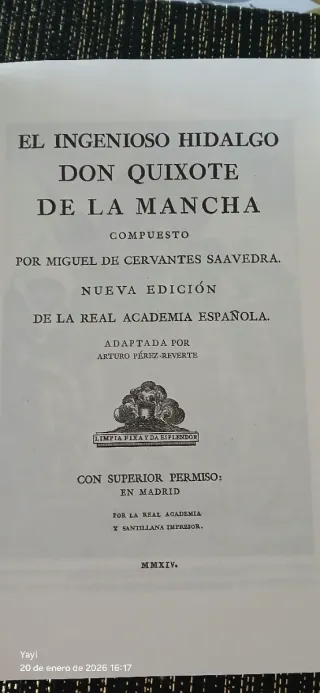 EL INGENIOSO HIDALGO
DON QUIXOTE
DE LA MANCHA
COMPUESTO
POR MIGUEL DE CERVANTES SAAVEDRA.
NUEVA EDICIÓN
DE LA REAL ACADEMIA ESPAÑOLA.
ADAPTADA POR
ARTURO PÉREZ-REVERTE
LIMPIA FIXA Y DA ESPLENDOR
CON SUPERIOR PERMISO:
EN MADRID
POR LA REAL ACADEMIA
Y SANTILLANA IMPRESOR.
MMXIV.
Yayi
20 de enero de 2026 16:17